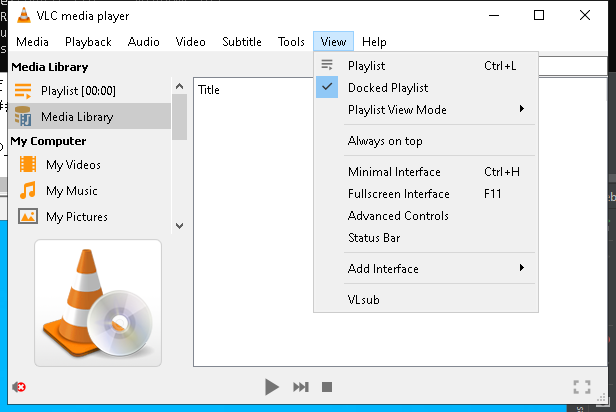 VLC media player
Media Playback Audio Video Subtitle Tools View Help
Media Library
Playlist [00:00]
Media Library
My Computer
My Videos
My Music
My Pictures
Title
Playlist Ctrl+L
Docked Playlist
Playlist View Mode
Always on top
Minimal Interface Ctrl+H
Fullscreen Interface F11
Advanced Controls
Status Bar
Add Interface
VLsub